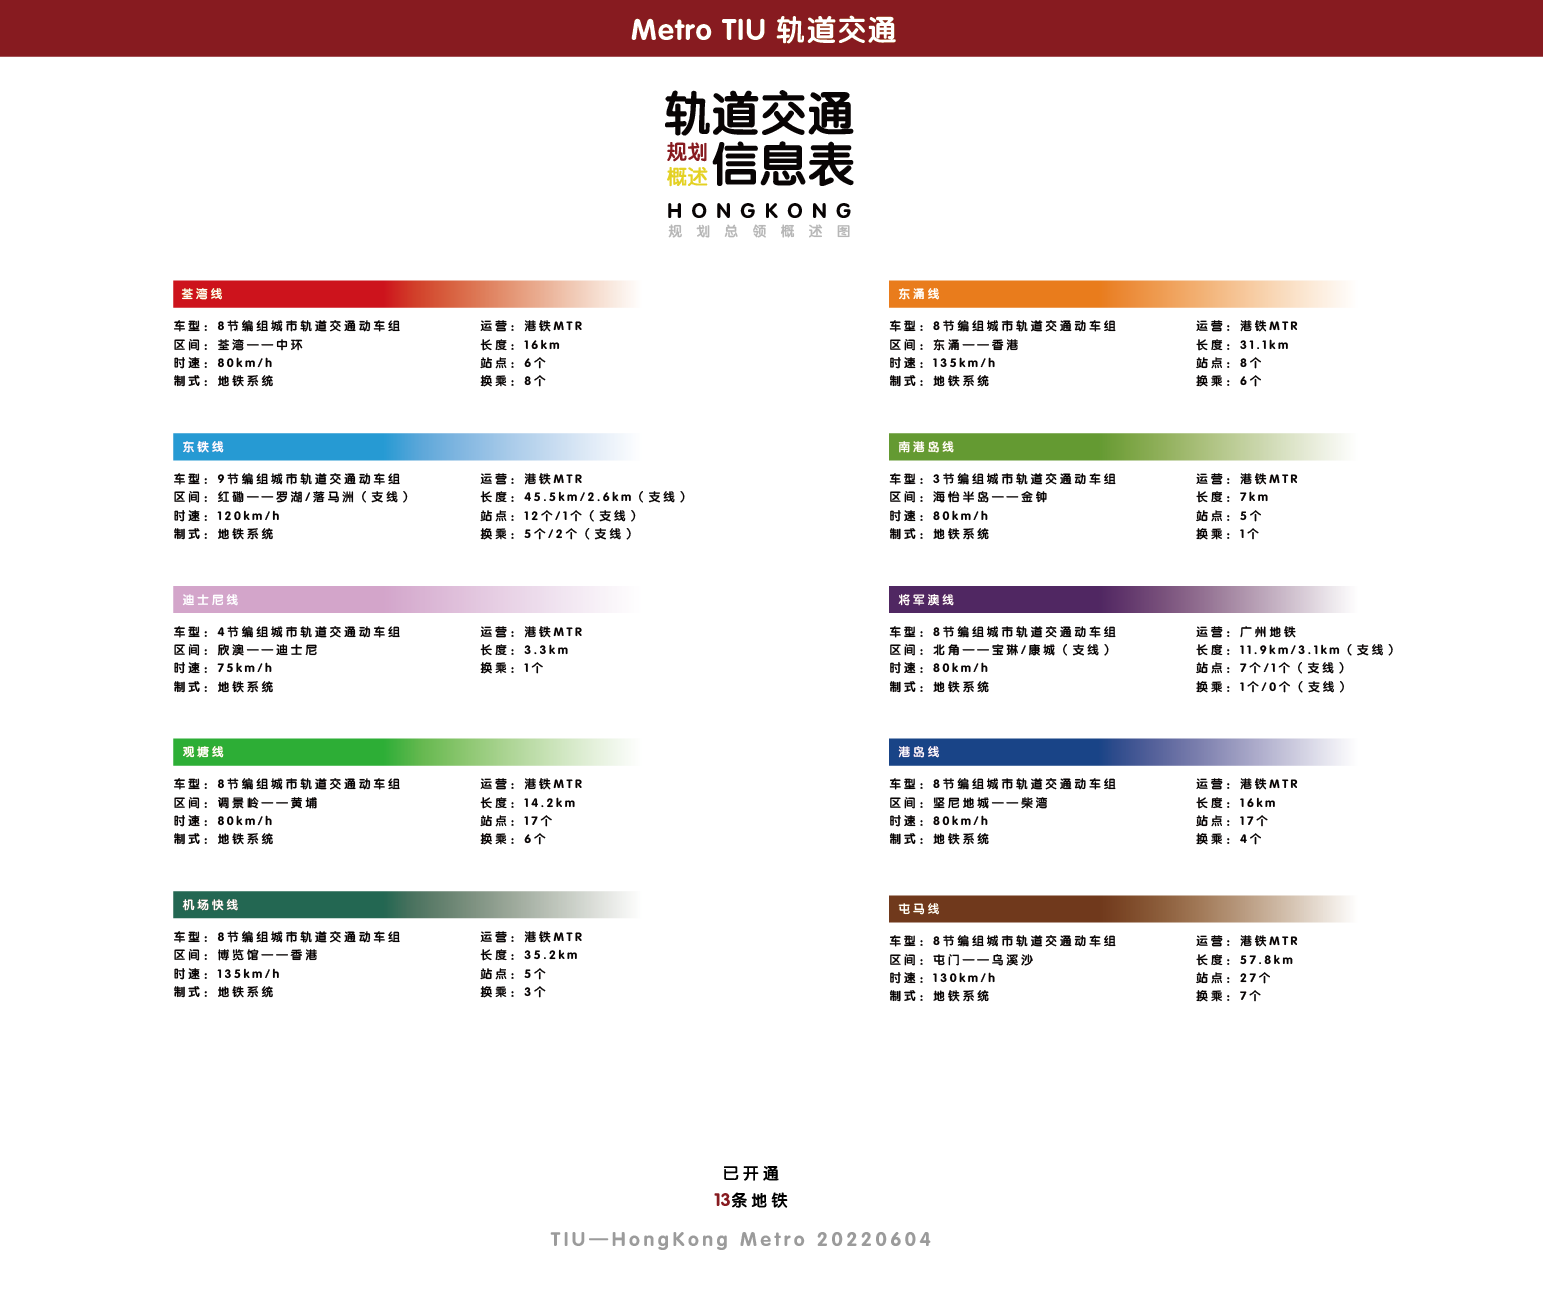 Metro TIU 轨道交通
轨道交通
规划
概述
信息表
HONGKONG
规划总领概述图
荃湾线
车型：8节编组城市轨道交通动车组
区间：荃湾——中环
时速：80km/h
制式：地铁系统
运营：港铁MTR
长度：16km
站点：6个
换乘：8个
东涌线
车型：8节编组城市轨道交通动车组
区间：东涌——香港
时速：135km/h
制式：地铁系统
运营：港铁MTR
长度：31.1km
站点：8个
换乘：6个
东铁线
车型：9节编组城市轨道交通动车组
区间：红磡——罗湖/落马洲（支线）
时速：120km/h
制式：地铁系统
运营：港铁MTR
长度：45.5km/2.6km（支线）
站点：12个/1个（支线）
换乘：5个/2个（支线）
南港岛线
车型：3节编组城市轨道交通动车组
区间：海怡半岛——金钟
时速：80km/h
制式：地铁系统
运营：港铁MTR
长度：7km
站点：5个
换乘：1个
迪士尼线
车型：4节编组城市轨道交通动车组
区间：欣澳——迪士尼
时速：75km/h
制式：地铁系统
运营：港铁MTR
长度：3.3km
换乘：1个
将军澳线
车型：8节编组城市轨道交通动车组
区间：北角——宝琳/康城（支线）
时速：80km/h
制式：地铁系统
运营：广州地铁
长度：11.9km/3.1km（支线）
站点：7个/1个（支线）
换乘：1个/0个（支线）
观塘线
车型：8节编组城市轨道交通动车组
区间：调景岭——黄埔
时速：80km/h
制式：地铁系统
运营：港铁MTR
长度：14.2km
站点：17个
换乘：6个
港岛线
车型：8节编组城市轨道交通动车组
区间：坚尼地城——柴湾
时速：80km/h
制式：地铁系统
运营：港铁MTR
长度：16km
站点：17个
换乘：4个
机场快线
车型：8节编组城市轨道交通动车组
区间：博览馆——香港
时速：135km/h
制式：地铁系统
运营：港铁MTR
长度：35.2km
站点：5个
换乘：3个
屯马线
车型：8节编组城市轨道交通动车组
区间：屯门——乌溪沙
时速：130km/h
制式：地铁系统
运营：港铁MTR
长度：57.8km
站点：27个
换乘：7个
已开通
13条地铁
TIU—HongKong Metro 20220604